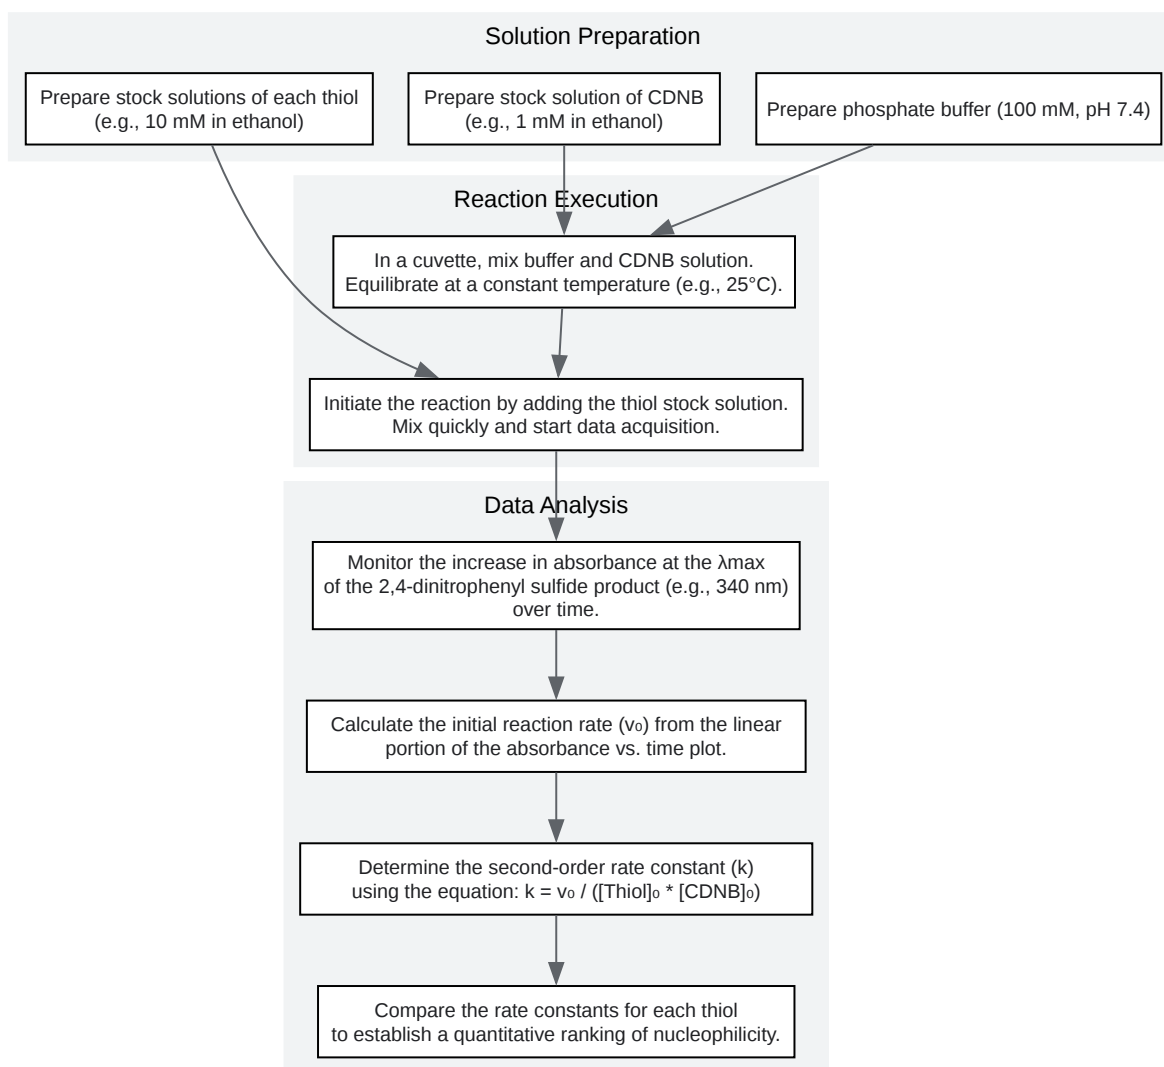 Solution Preparation
Prepare stock solutions of each thiol
(e.g., 10 mM in ethanol)
Prepare stock solution of CDNB
(e.g., 1 mM in ethanol)
Prepare phosphate buffer (100 mM, pH 7.4)
Reaction Execution
In a cuvette, mix buffer and CDNB solution.
Equilibrate at a constant temperature (e.g., 25°C).
Initiate the reaction by adding the thiol stock solution.
Mix quickly and start data acquisition.
Data Analysis
Monitor the increase in absorbance at the λmax
of the 2,4-dinitrophenyl sulfide product (e.g., 340 nm)
over time.
Calculate the initial reaction rate (v₀) from the linear
portion of the absorbance vs. time plot.
Determine the second-order rate constant (k)
using the equation: k = v₀ / ([Thiol]₀ * [CDNB]₀)
Compare the rate constants for each thiol
to establish a quantitative ranking of nucleophilicity.